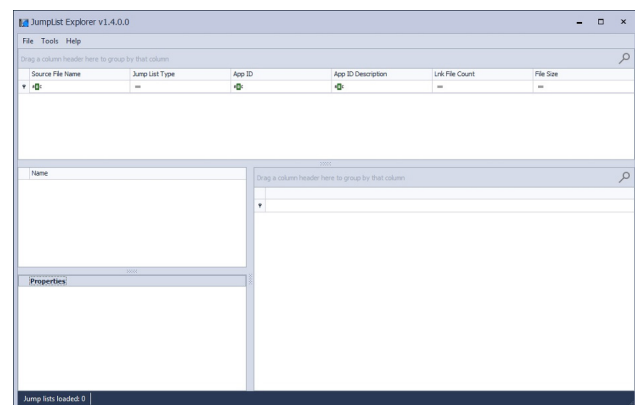 JumpList Explorer v1.4.0.0
File Tools Help
Drag a column header here to group by that column
Source File Name Jump List Type App ID App ID Description Lnk File Count File Size
= = =
Name
Drag a column header here to group by that column
Properties
Jump lists loaded: 0